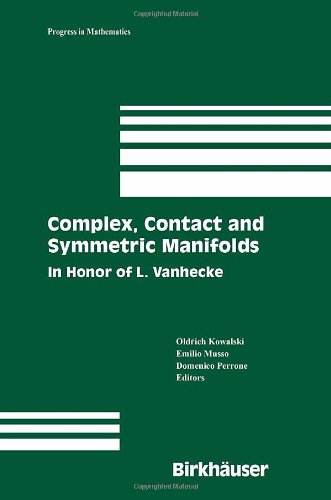 Progress in Mathematics
Complex, Contact and
Symmetric Manifolds
In Honor of L. Vanhecke
Oldřich Kowalski
Emilio Musso
Domenico Perrone
Editors
Birkhäuser